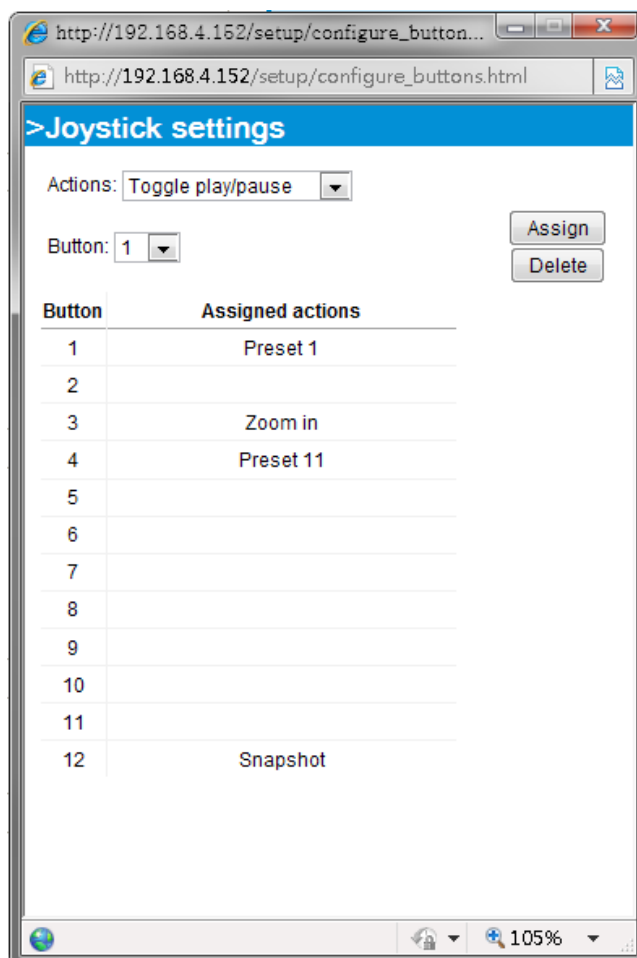 http://192.168.4.152/setup/configure_button...
http://192.168.4.152/setup/configure_buttons.html
>Joystick settings
Actions: Toggle play/pause
Button: 1
Assign
Delete
Button Assigned actions
1 Preset 1
2
3 Zoom in
4 Preset 11
5
6
7
8
9
10
11
12 Snapshot
105%